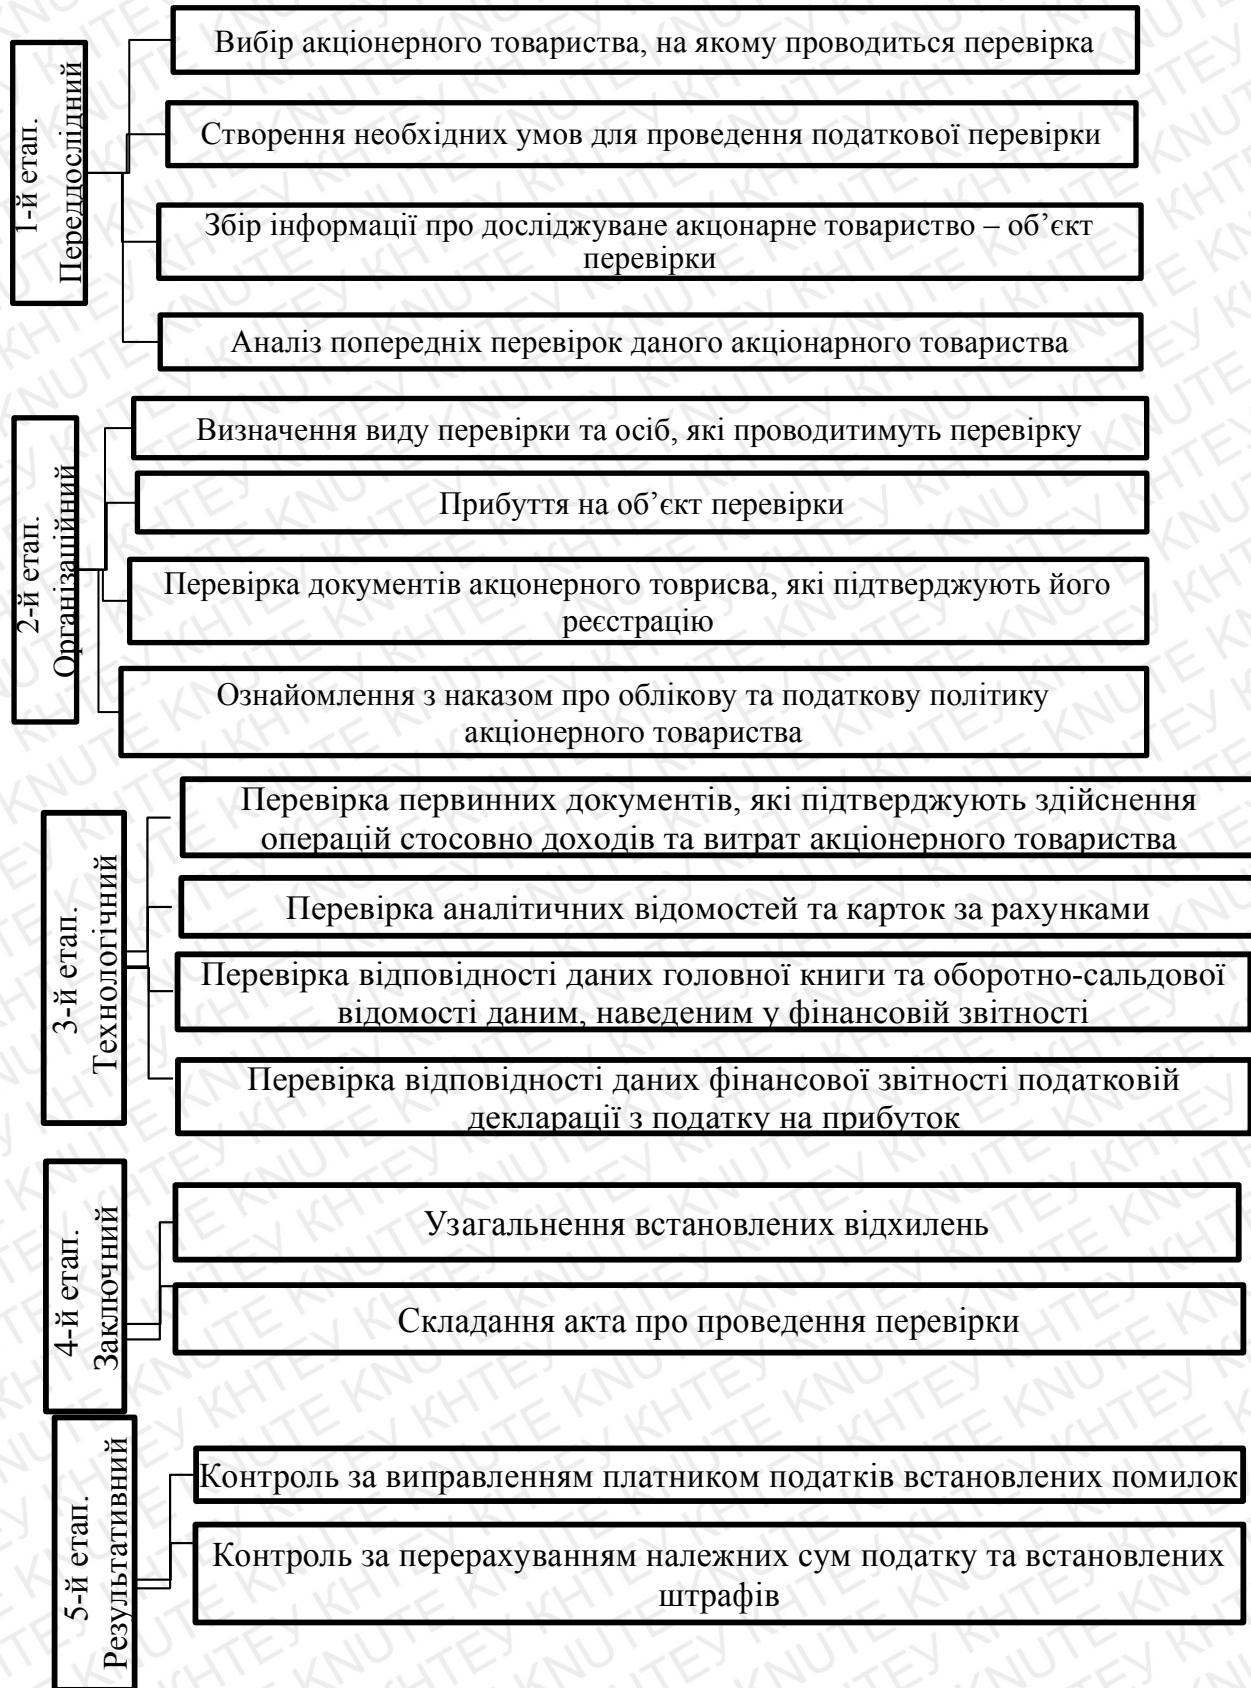 1-й етап.
Переддослідний
Вибір акціонерного товариства, на якому проводиться перевірка
Створення необхідних умов для проведення податкової перевірки
Збір інформації про досліджуване акціонарне товариство – об’єкт
перевірки
Аналіз попередніх перевірок даного акціонарного товариства
2-й етап.
Організаційний
Визначення виду перевірки та осіб, які проводитимуть перевірку
Прибуття на об’єкт перевірки
Перевірка документів акцонерного товрисва, які підтверджують його
реєстрацію
Ознайомлення з наказом про облікову та податкову політику
акціонерного товариства
3-й етап.
Технологічний
Перевірка первинних документів, які підтверджують здійснення
операцій стосовно доходів та витрат акціонерного товариства
Перевірка аналітичних відомостей та карток за рахунками
Перевірка відповідності даних головної книги та оборотно-сальдової
відомості даним, наведеним у фінансовій звітності
Перевірка відповідності даних фінансової звітності податковій
декларації з податку на прибуток
4-й етап.
Заключний
Узагальнення встановлених відхилень
Складання акта про проведення перевірки
5-й етап.
Результативний
Контроль за виправленням платником податків встановлених помилок
Контроль за перерахуванням належних сум податку та встановлених
штрафів